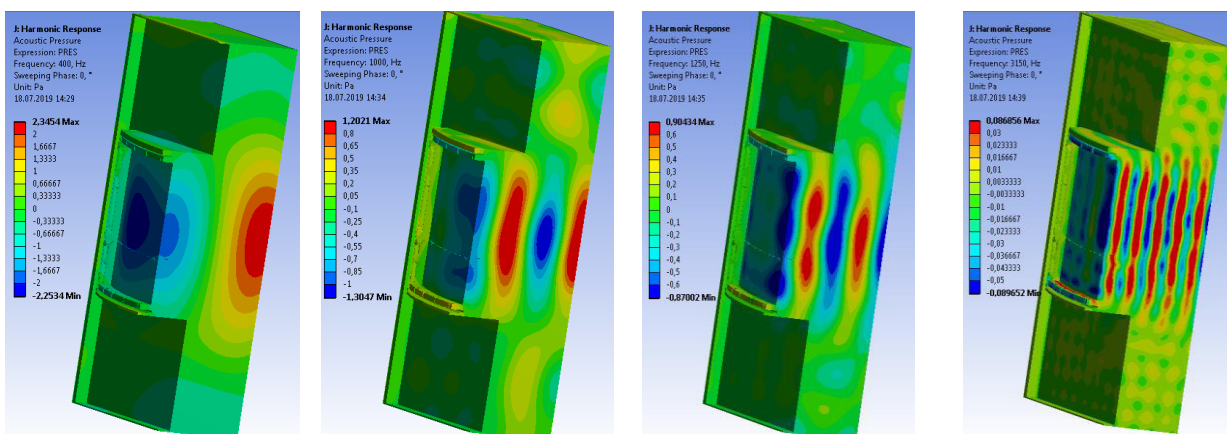 J: Harmonic Response
Acoustic Pressure
Expression: PRES
Frequency: 400, Hz
Sweeping Phase: 0, °
Unit: Pa
18.07.2019 14:29
2,3454 Max
2
1,6667
1,3333
1
0,66667
0,33333
0
-0,33333
-0,66667
-1
-1,3333
-1,6667
-2
-2,2534 Min
J: Harmonic Response
Acoustic Pressure
Expression: PRES
Frequency: 1000, Hz
Sweeping Phase: 0, °
Unit: Pa
18.07.2019 14:34
1,2021 Max
0,8
0,65
0,5
0,35
0,2
0,05
-0,1
-0,25
-0,4
-0,55
-0,7
-0,85
-1
-1,3047 Min
J: Harmonic Response
Acoustic Pressure
Expression: PRES
Frequency: 1250, Hz
Sweeping Phase: 0, °
Unit: Pa
18.07.2019 14:35
0,90434 Max
0,6
0,5
0,4
0,3
0,2
0,1
0
-0,1
-0,2
-0,3
-0,4
-0,5
-0,6
-0,87002 Min
J: Harmonic Response
Acoustic Pressure
Expression: PRES
Frequency: 3150, Hz
Sweeping Phase: 0, °
Unit: Pa
18.07.2019 14:39
0,086856 Max
0,03
0,023333
0,016667
0,01
0,0033333
-0,0033333
-0,01
-0,016667
-0,023333
-0,03
-0,036667
-0,043333
-0,05
-0,089652 Min